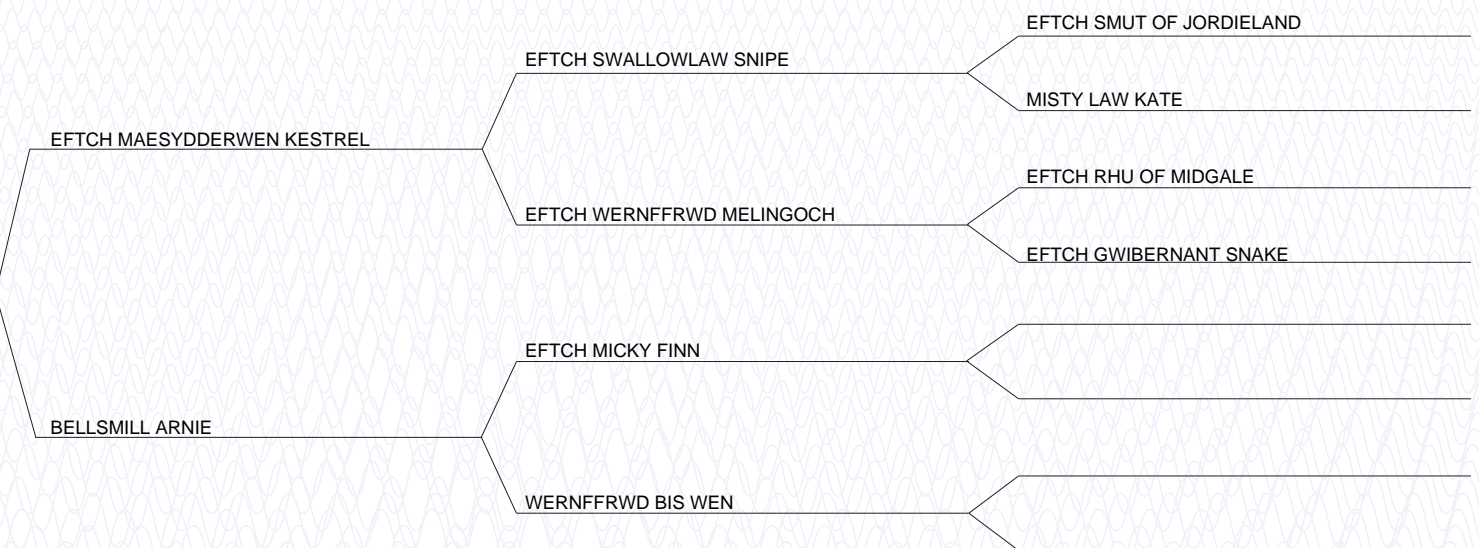 EFTCH SMUT OF JORDIELAND
EFTCH SWALLOWLAW SNIPE
MISTY LAW KATE
EFTCH MAESYDDERWEN KESTREL
EFTCH RHU OF MIDGALE
EFTCH WERNFFRWD MELINGOCH
EFTCH GWIBERNANT SNAKE
EFTCH MICKY FINN
BELLSMILL ARNIE
WERNFFRWD BIS WEN